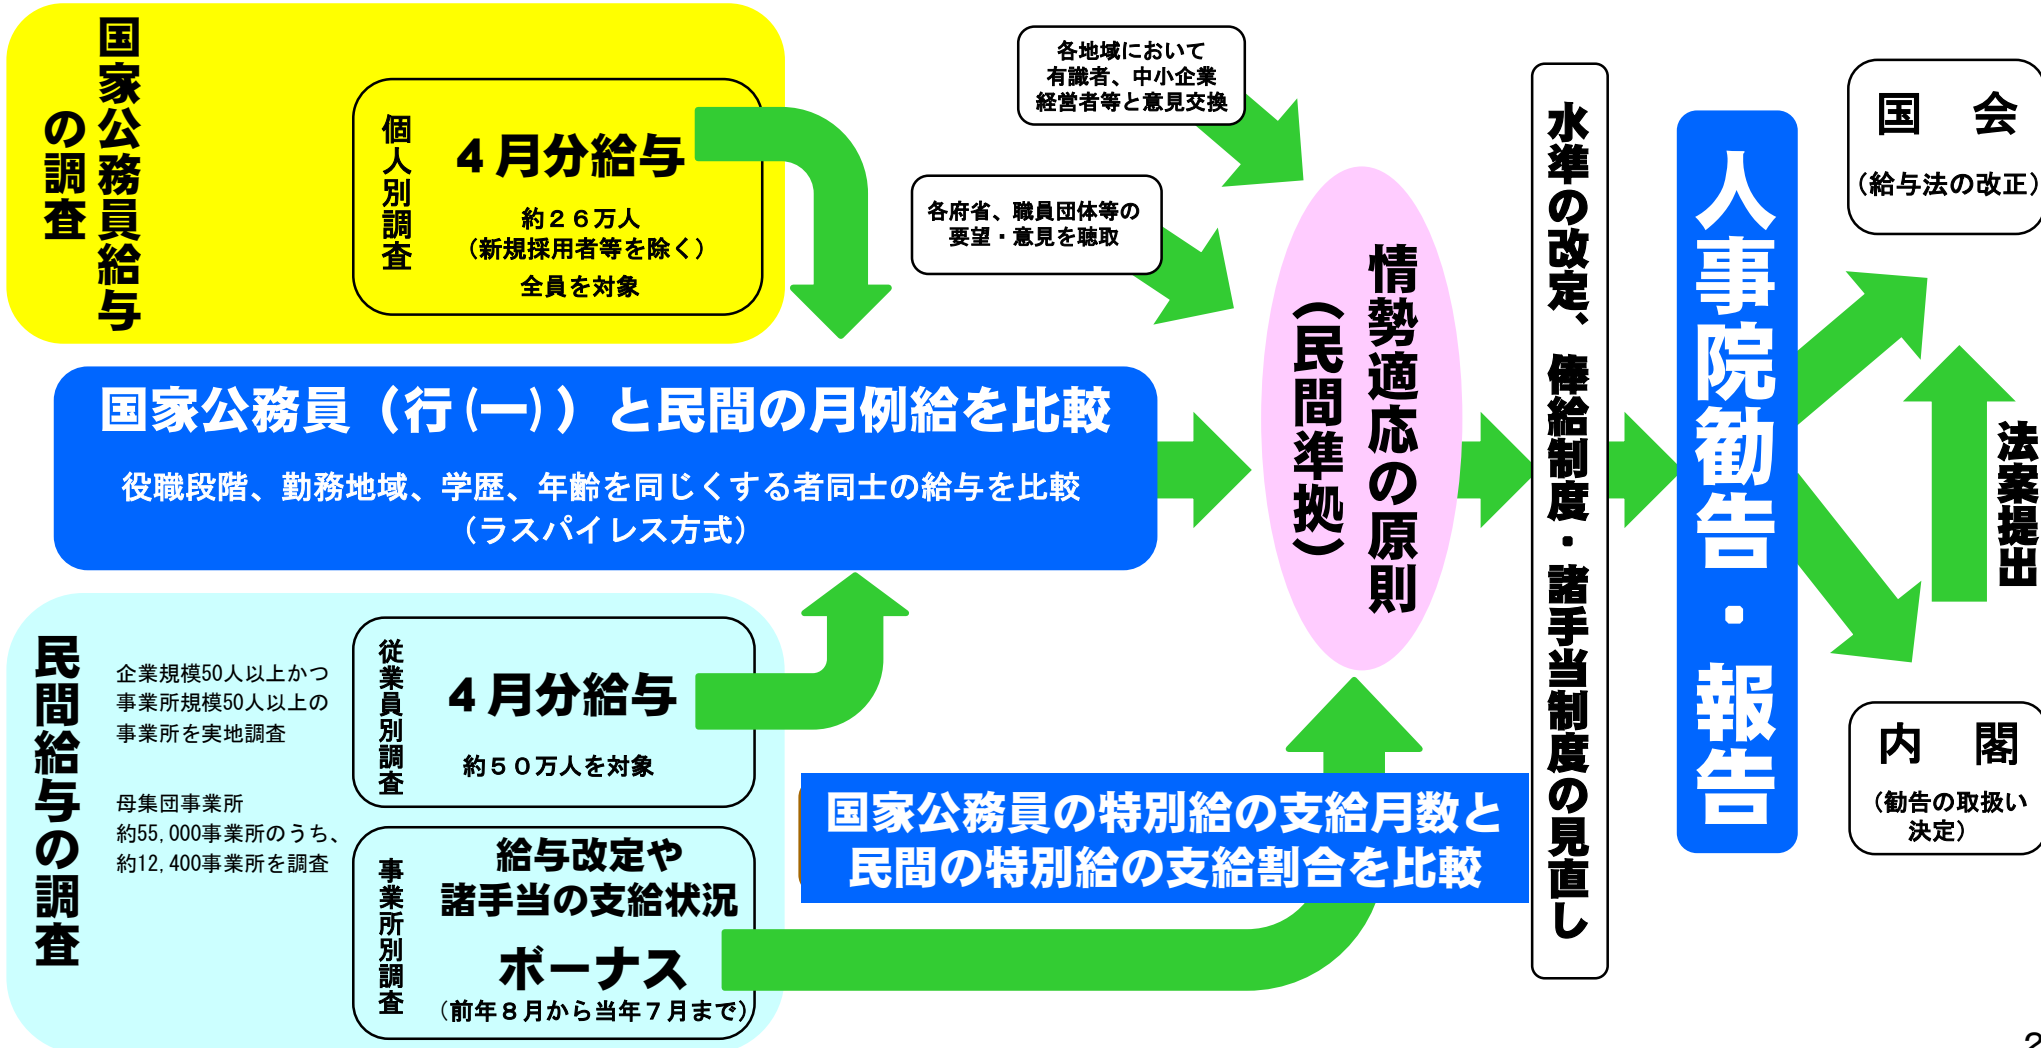 国家公務員給与
の調査
個人別調査
４月分給与
約２６万人
（新規採用者等を除く）
全員を対象
国家公務員（行(一)）と民間の月例給を比較
役職段階、勤務地域、学歴、年齢を同じくする者同士の給与を比較
（ラスパイレス方式）
民間給与の調査
企業規模50人以上かつ
事業所規模50人以上の
事業所を実地調査
母集団事業所
約55,000事業所のうち、
約12,400事業所を調査
従業員別調査
４月分給与
約５０万人を対象
事業所別調査
給与改定や
諸手当の支給状況
ボーナス
（前年８月から当年７月まで）
国家公務員の特別給の支給月数と
民間の特別給の支給割合を比較
各地域において
有識者、中小企業
経営者等と意見交換
各府省、職員団体等の
要望・意見を聴取
情勢適応の原則
（民間準拠）
水準の改定、俸給制度・諸手当制度の見直し
人事院勧告・報告
国　会
（給与法の改正）
法案提出
内　閣
（勧告の取扱い
決定）
2